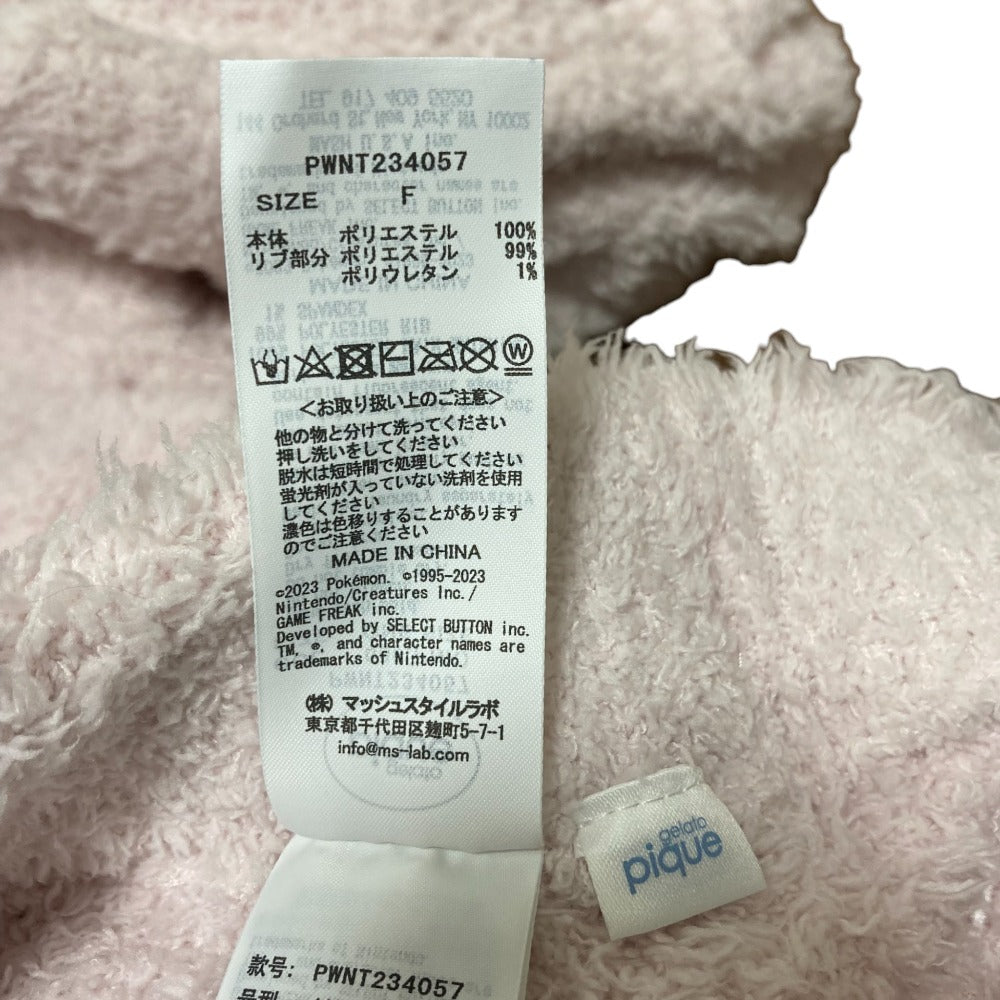 PWNT234057
SIZE F
本体 ポリエステル 100%
リブ部分 ポリエステル 99%
ポリウレタン 1%
W
<お取り扱い上のご注意>
他の物と分けて洗ってください
押し洗いをしてください
脱水は短時間で処理してください
蛍光剤が入っていない洗剤を使用
してください
濃色は色移りすることがあります
のでご注意ください
MADE IN CHINA
©2023 Pokémon. ©1995-2023
Nintendo/Creatures Inc./
GAME FREAK inc.
Developed by SELECT BUTTON inc.
TM, ®, and character names are
trademarks of Nintendo.
(株) マッシュスタイルラボ
東京都千代田区麹町5-7-1
info@ms-lab.com
gelato
pique
款号: PWNT234057
号型: